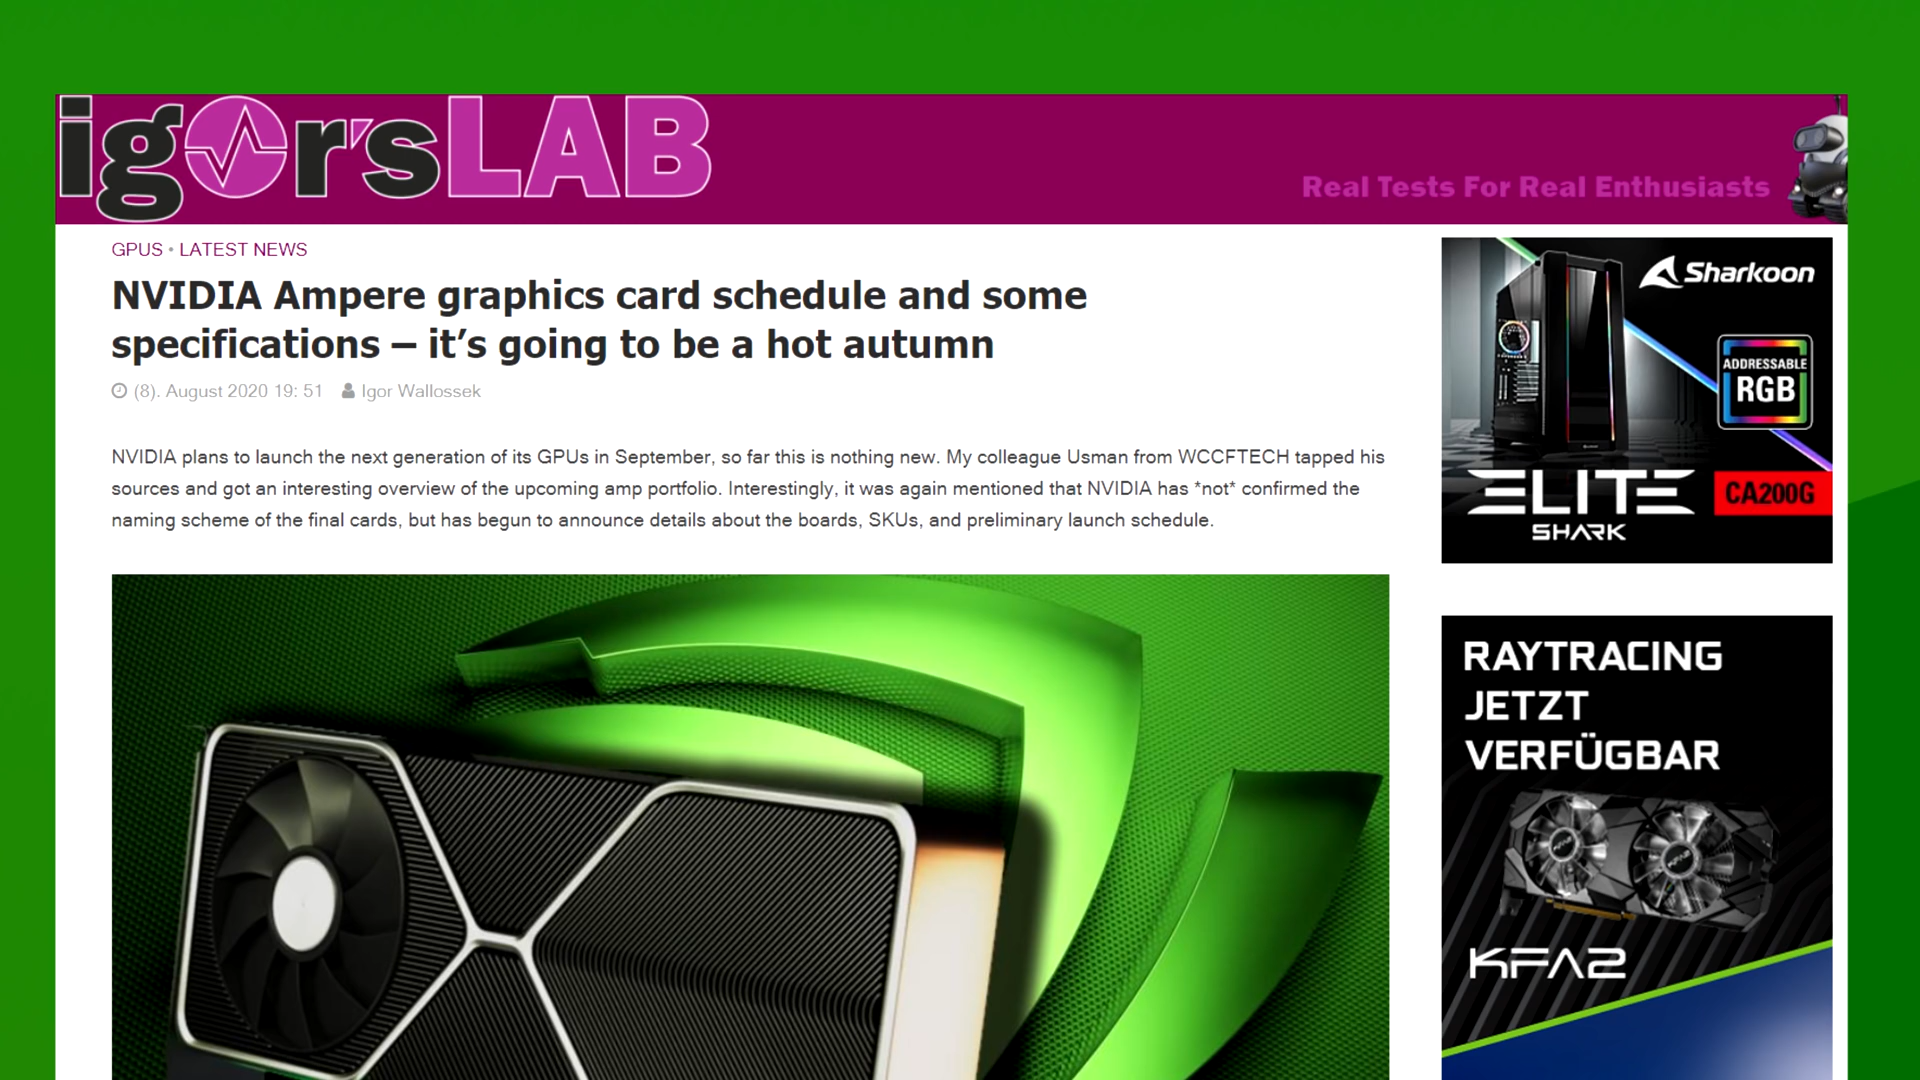 igor'sLAB
Real Tests For Real Enthusiasts
GPUS • LATEST NEWS
NVIDIA Ampere graphics card schedule and some
specifications – it’s going to be a hot autumn
(8). August 2020 19: 51 Igor Wallossek
NVIDIA plans to launch the next generation of its GPUs in September, so far this is nothing new. My colleague Usman from WCCFTECH tapped his
sources and got an interesting overview of the upcoming amp portfolio. Interestingly, it was again mentioned that NVIDIA has *not* confirmed the
naming scheme of the final cards, but has begun to announce details about the boards, SKUs, and preliminary launch schedule.
Sharkoon
ADDRESSABLE
RGB
ELITE
SHARK
CA200G
RAYTRACING
JETZT
VERFÜGBAR
KFA2